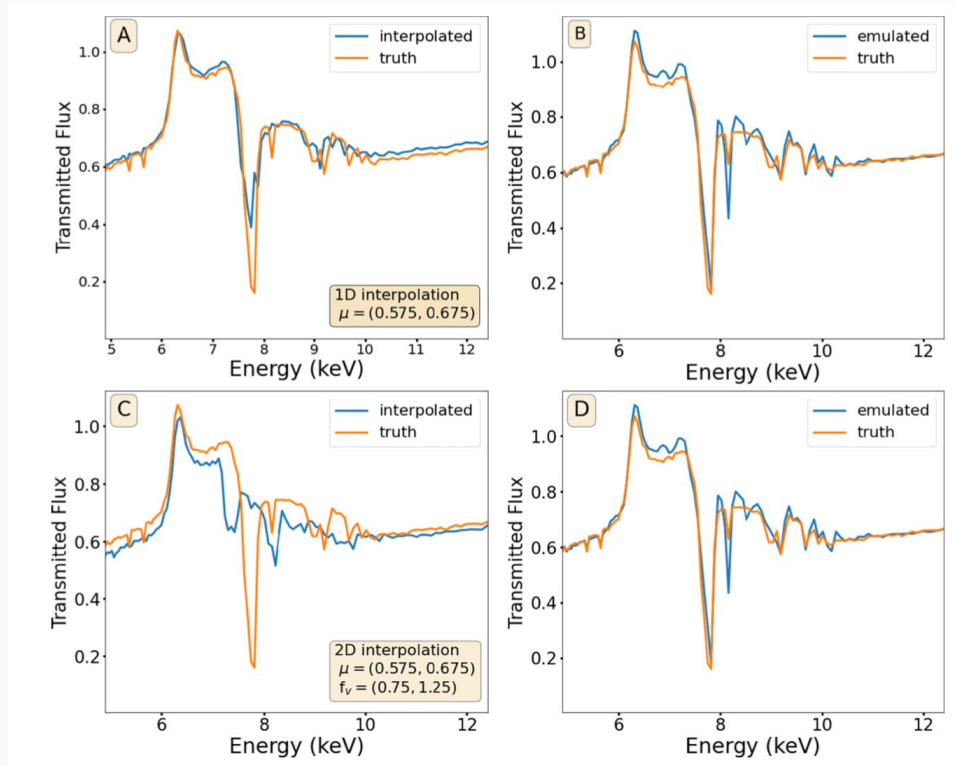 A
interpolated
truth
Transmitted Flux
1.0
0.8
0.6
0.4
0.2
1D interpolation
μ = (0.575, 0.675)
5 6 7 8 9 10 11 12
Energy (keV)
B
emulated
truth
Transmitted Flux
1.0
0.8
0.6
0.4
0.2
6 8 10 12
Energy (keV)
C
interpolated
truth
Transmitted Flux
1.0
0.8
0.6
0.4
0.2
2D interpolation
μ = (0.575, 0.675)
fᵥ = (0.75, 1.25)
6 8 10 12
Energy (keV)
D
emulated
truth
Transmitted Flux
1.0
0.8
0.6
0.4
0.2
6 8 10 12
Energy (keV)